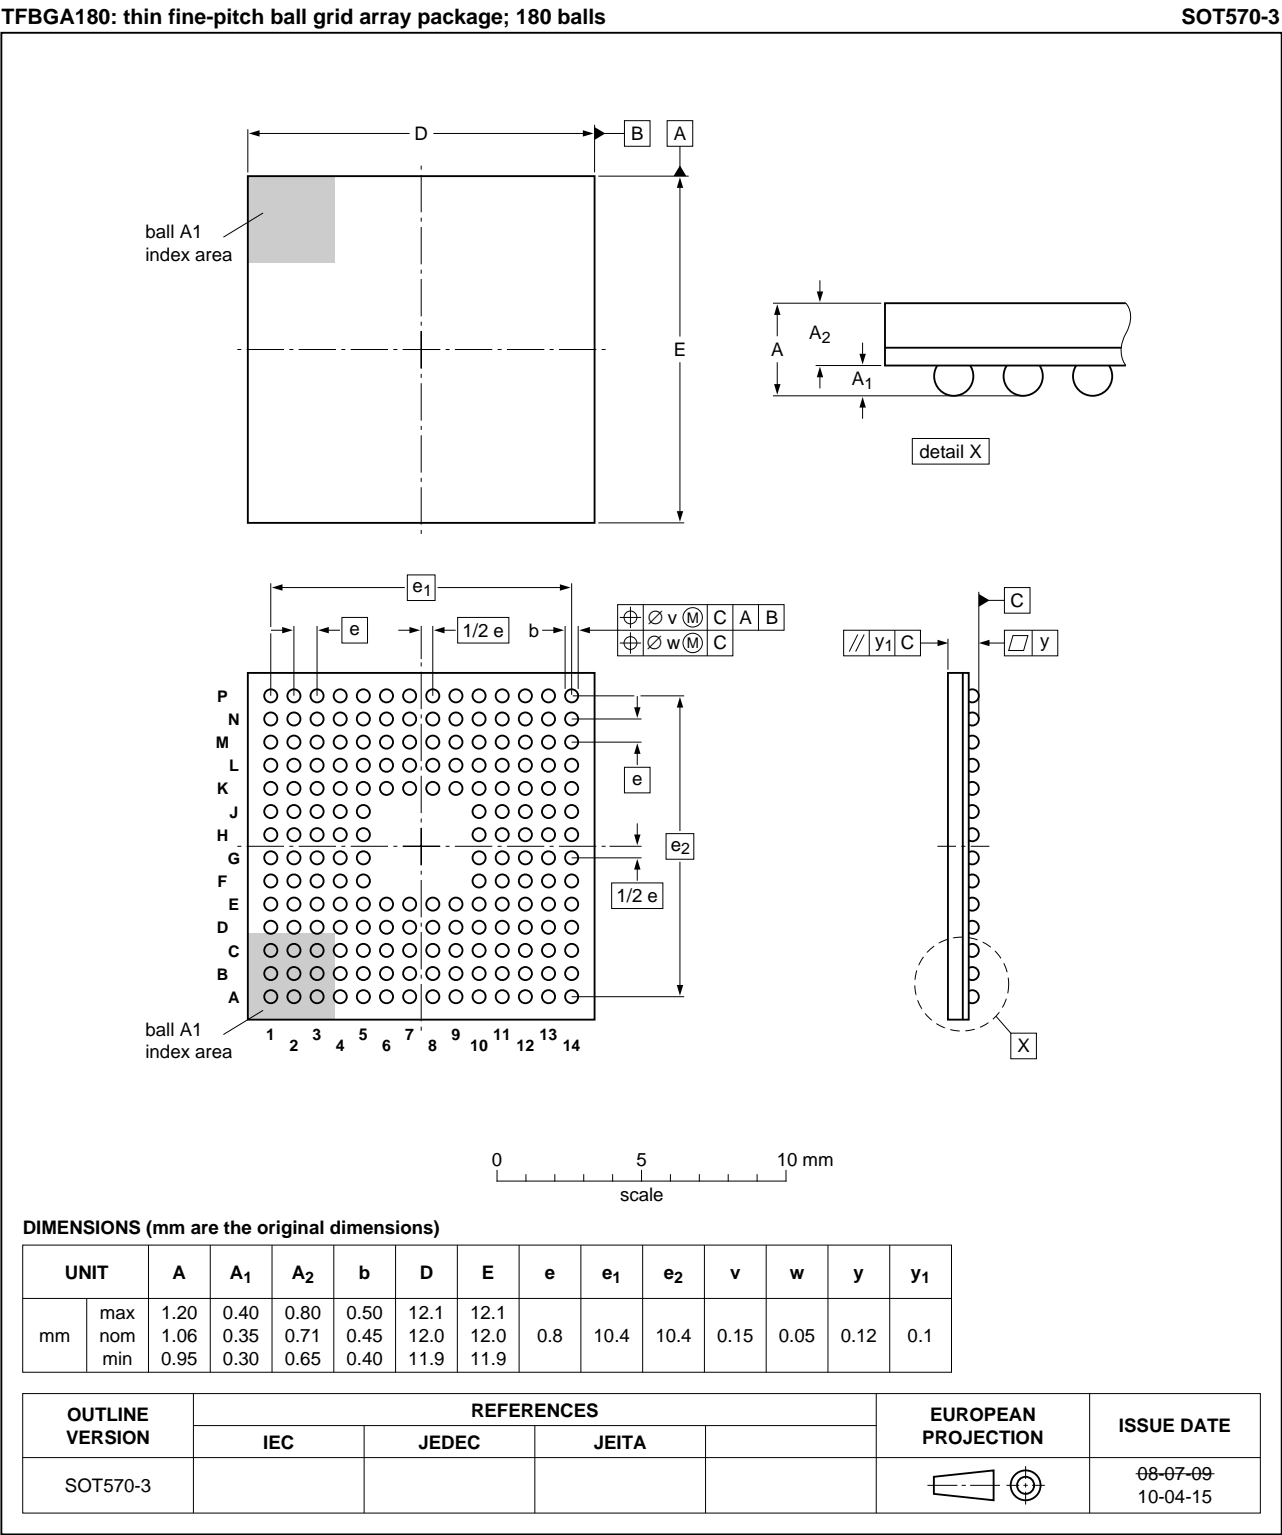 TFBGA180: thin fine-pitch ball grid array package; 180 balls SOT570-3
D B A
ball A1
index area
E
A A2 A1
detail X
e1
e 1/2 e b
⌖ ∅ v Ⓜ C A B
⌖ ∅ w Ⓜ C
P
N
M
L
K
J
H
G
F
E
D
C
B
A
e
e2
1/2 e
ball A1
index area
1 2 3 4 5 6 7 8 9 10 11 12 13 14
C
// y1 C
⏥ y
X
0 5 10 mm
scale
DIMENSIONS (mm are the original dimensions)
UNIT A A1 A2 b D E e e1 e2 v w y y1
mm max 1.20 0.40 0.80 0.50 12.1 12.1
nom 1.06 0.35 0.71 0.45 12.0 12.0 0.8 10.4 10.4 0.15 0.05 0.12 0.1
min 0.95 0.30 0.65 0.40 11.9 11.9
OUTLINE VERSION REFERENCES EUROPEAN PROJECTION ISSUE DATE
IEC JEDEC JEITA
SOT570-3 08-07-09
10-04-15